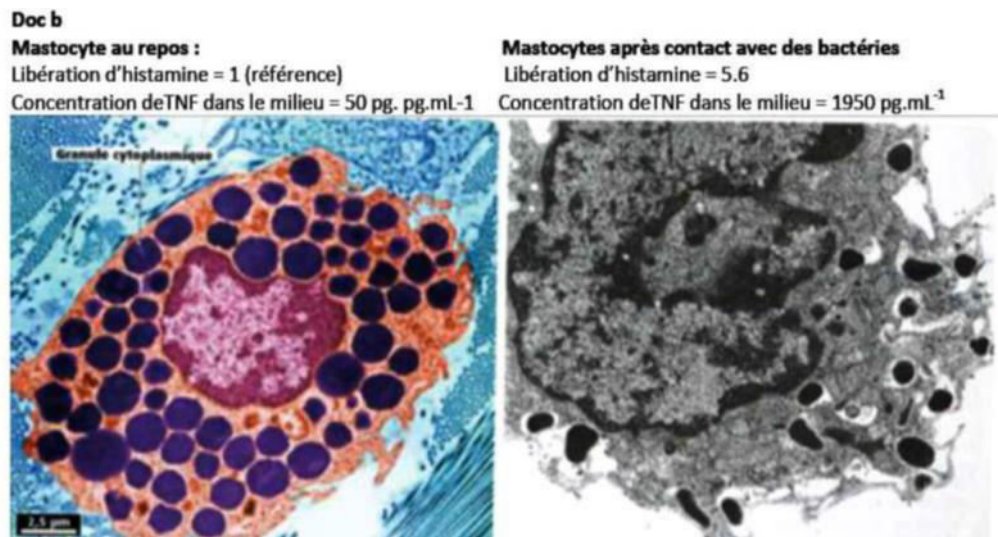 Doc b
Mastocyte au repos :
Libération d'histamine = 1 (référence)
Concentration deTNF dans le milieu = 50 pg. pg.mL-1
Mastocytes après contact avec des bactéries
Libération d'histamine = 5.6
Concentration deTNF dans le milieu = 1950 pg.mL⁻¹
Granule cytoplasmique
2,5 µm